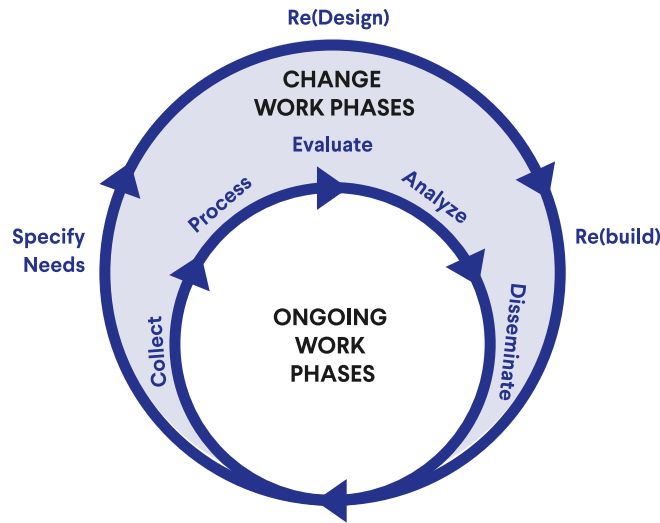 Re(Design)
CHANGE
WORK PHASES
Evaluate
Process
Analyze
Specify
Needs
Re(build)
Collect
ONGOING
WORK
PHASES
Disseminate